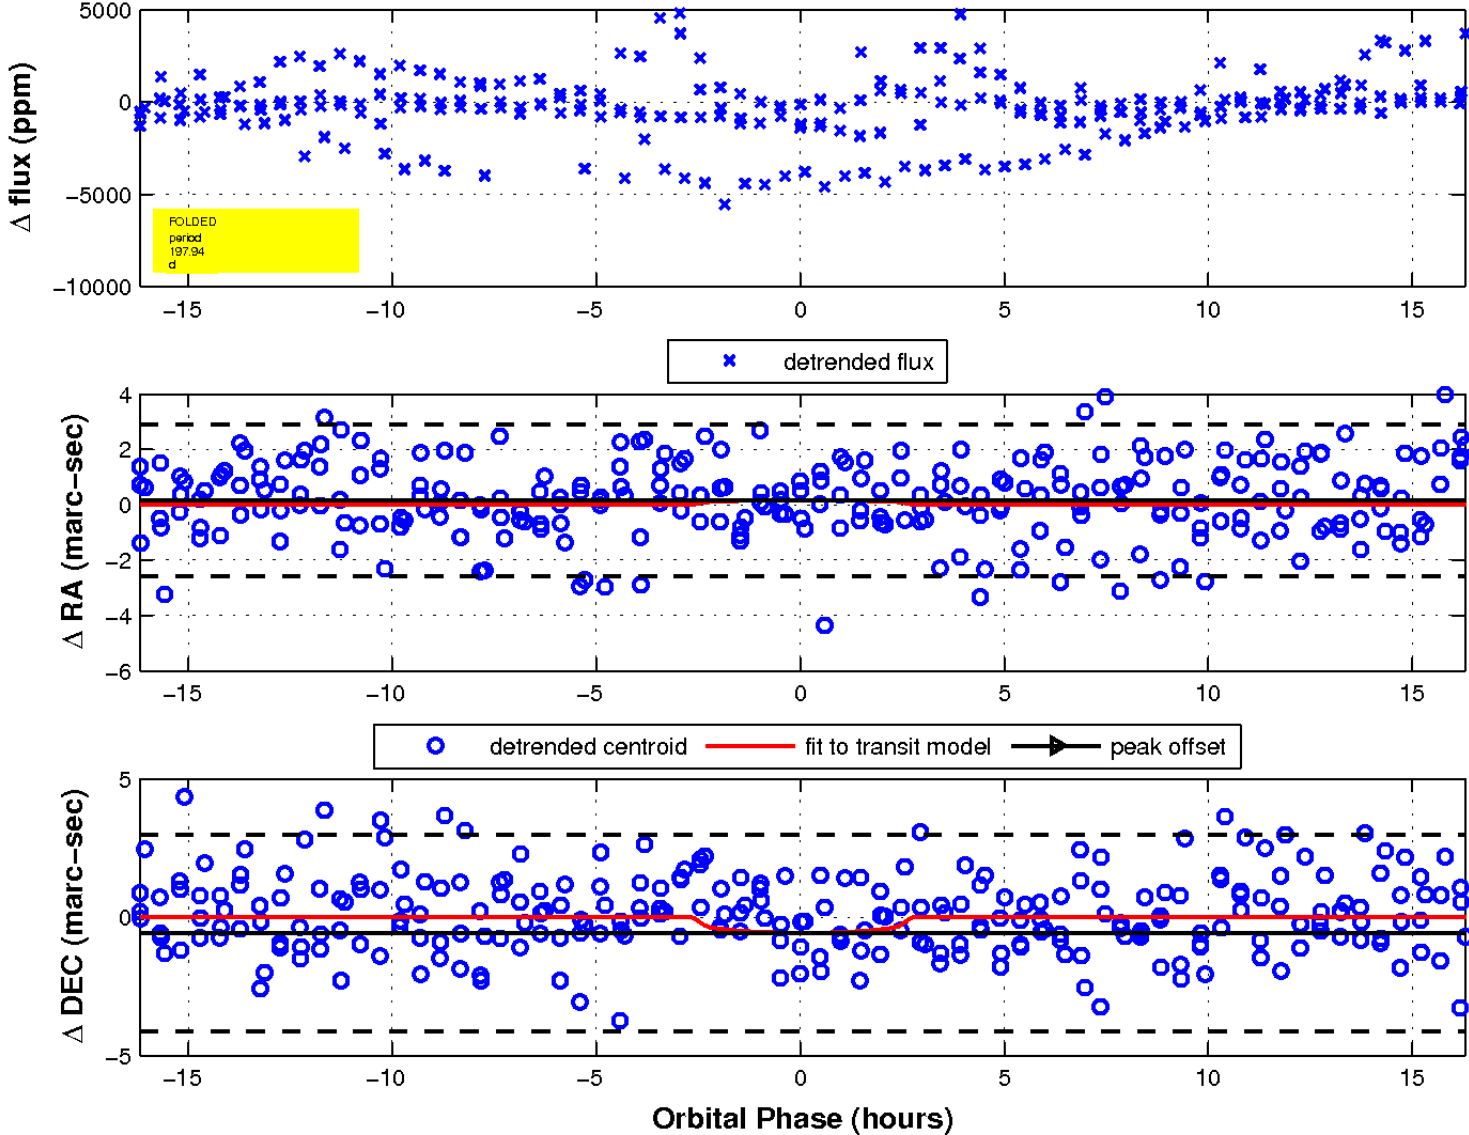 5000
0
−5000
−10000
Δ flux (ppm)
FOLDED
period
197.94
d
−15 −10 −5 0 5 10 15
detrended flux
4
2
0
−2
−4
−6
Δ RA (marc−sec)
−15 −10 −5 0 5 10 15
detrended centroid fit to transit model peak offset
5
0
−5
Δ DEC (marc−sec)
−15 −10 −5 0 5 10 15
Orbital Phase (hours)